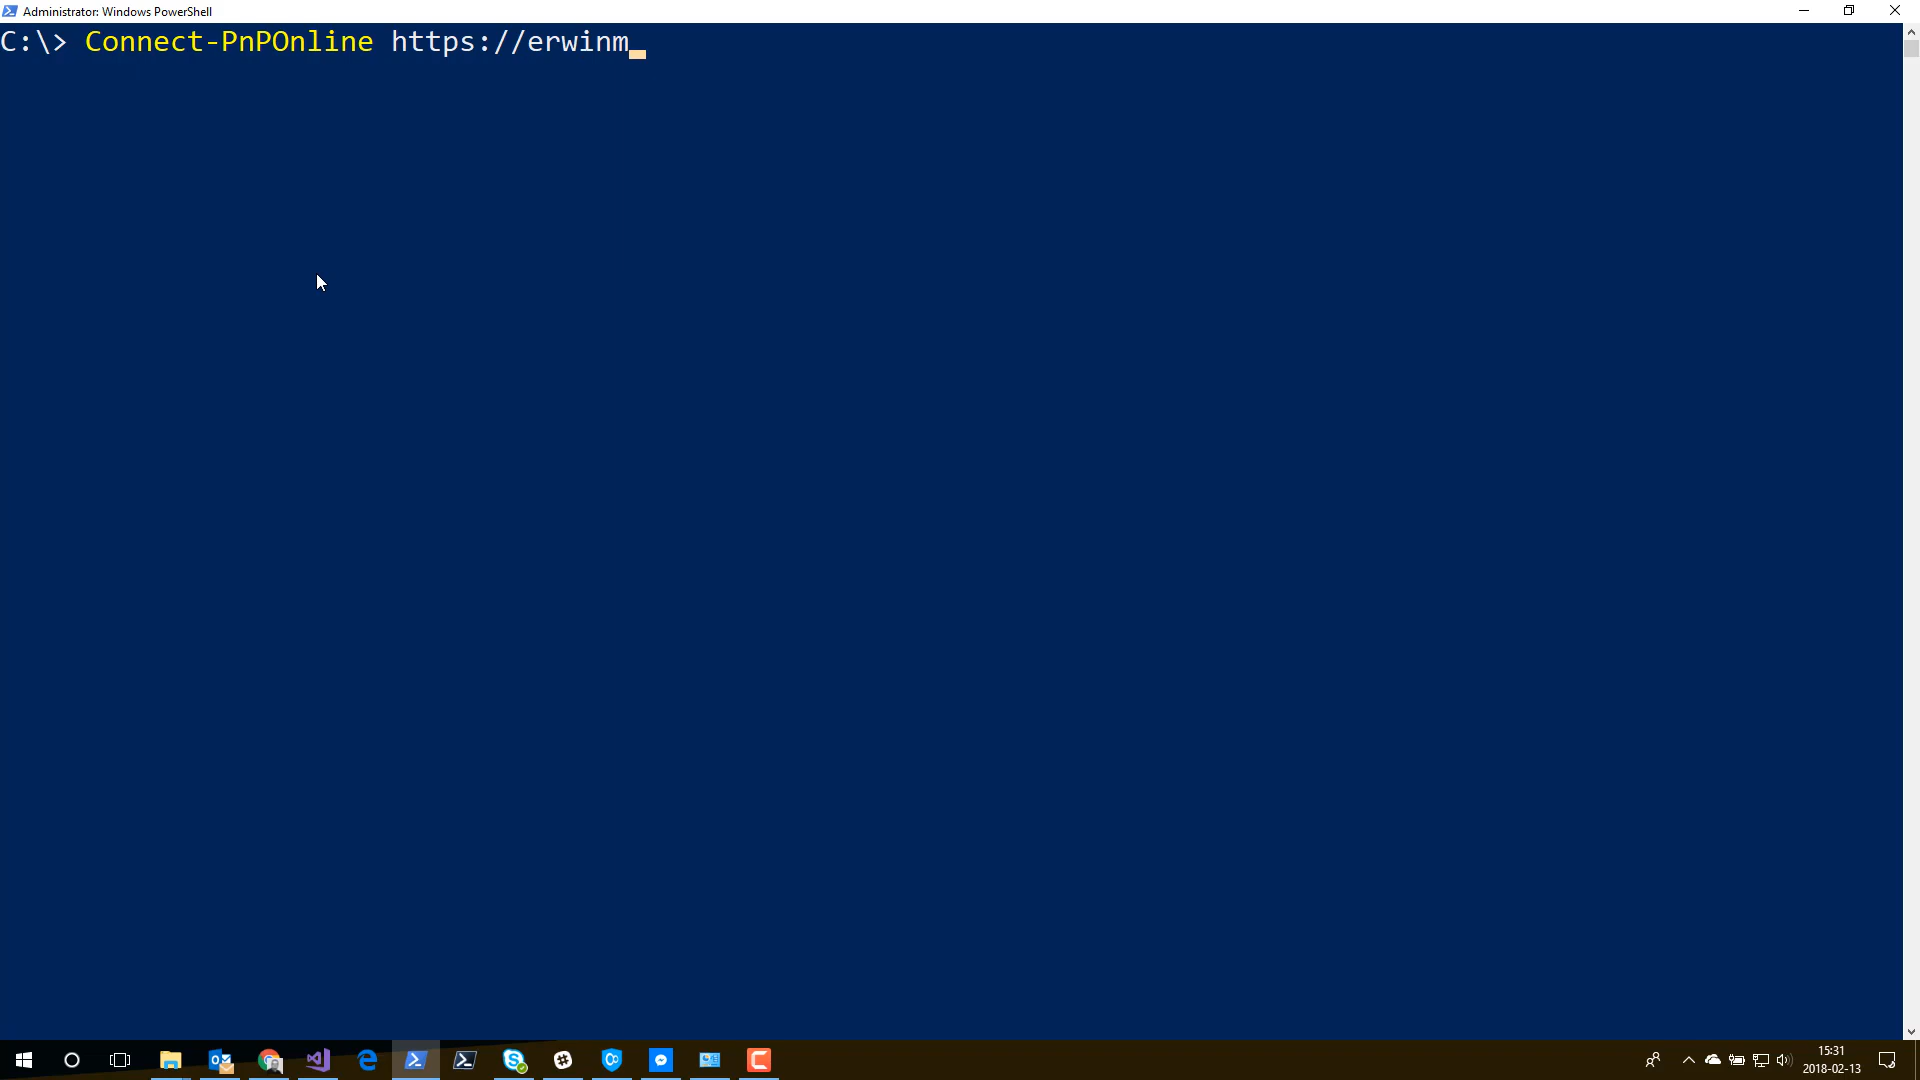 Administrator: Windows PowerShell
C:\> Connect-PnPOnline https://erwinm
15:31
2018-02-13